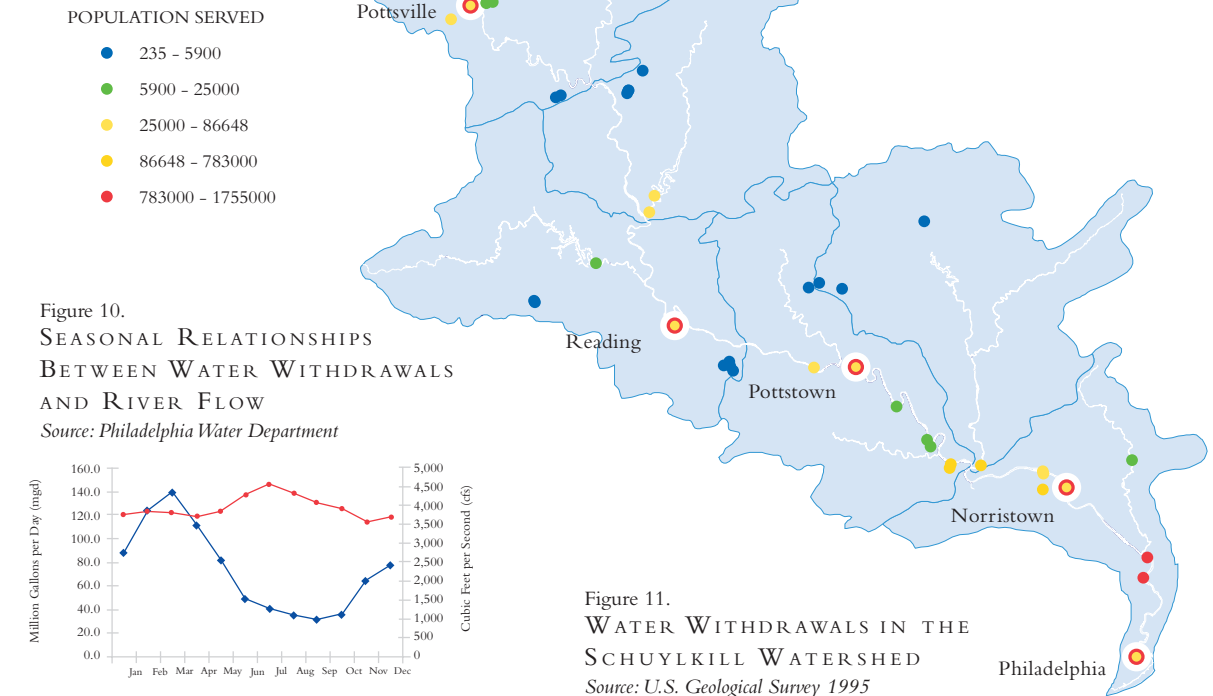 POPULATION SERVED
235 - 5900
5900 - 25000
25000 - 86648
86648 - 783000
783000 - 1755000
Pottsville
Reading
Pottstown
Norristown
Philadelphia
Figure 10.
SEASONAL RELATIONSHIPS
BETWEEN WATER WITHDRAWALS
AND RIVER FLOW
Source: Philadelphia Water Department
Million Gallons per Day (mgd)
160.0
140.0
120.0
100.0
80.0
60.0
40.0
20.0
0.0
5,000
4,500
4,000
3,500
3,000
2,500
2,000
1,500
1,000
500
0
Cubic Feet per Second (cfs)
Jan Feb Mar Apr May Jun Jul Aug Sep Oct Nov Dec
Figure 11.
WATER WITHDRAWALS IN THE
SCHUYLKILL WATERSHED
Source: U.S. Geological Survey 1995